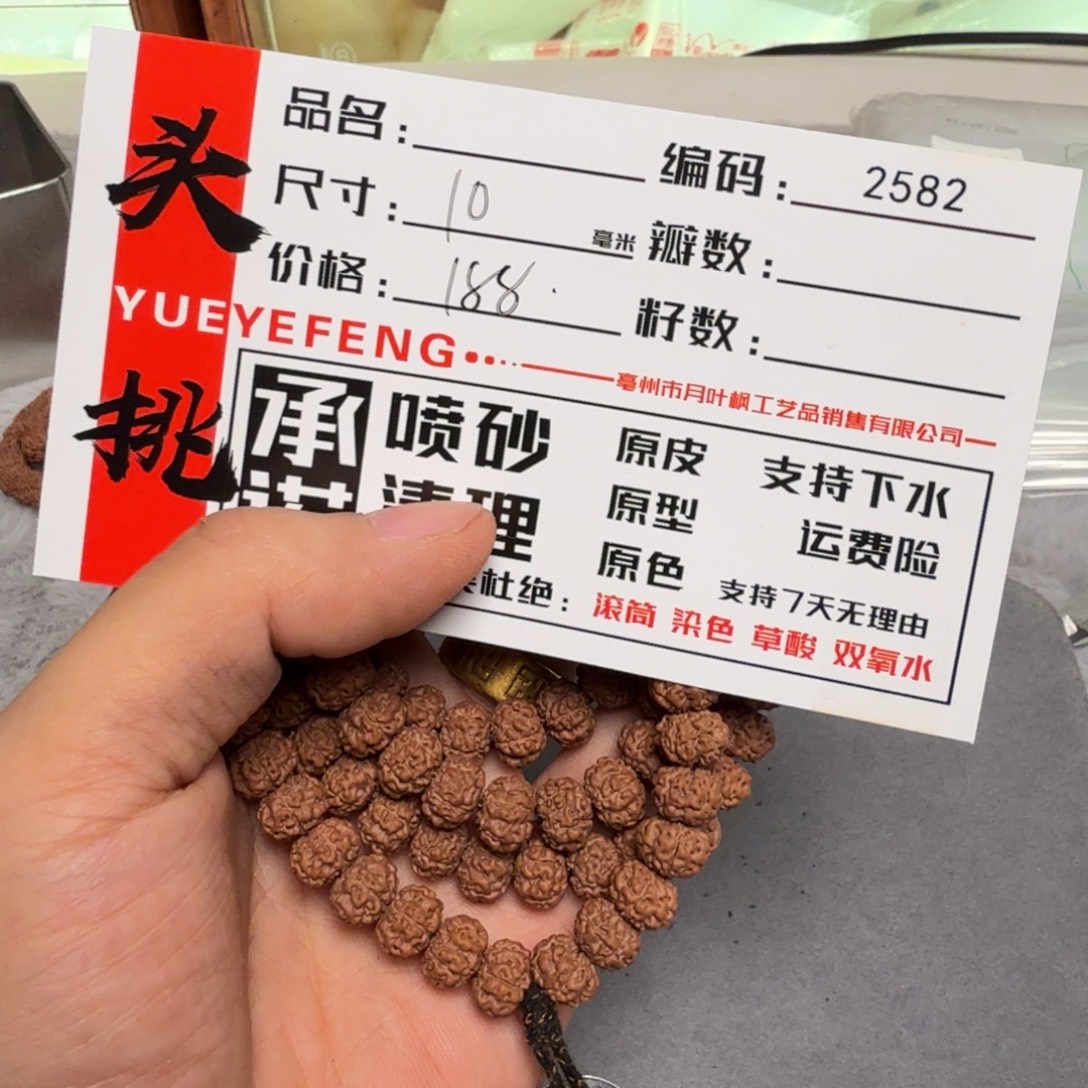 头挑
品名：
编码：2582
尺寸：10 毫米
瓣数：
价格：188.
籽数：
YUEYEFENG
亳州市月叶枫工艺品销售有限公司
承
喷砂
清理
原皮
原型
原色
支持下水
运费险
支持7天无理由
杜绝：滚筒 染色 草酸 双氧水